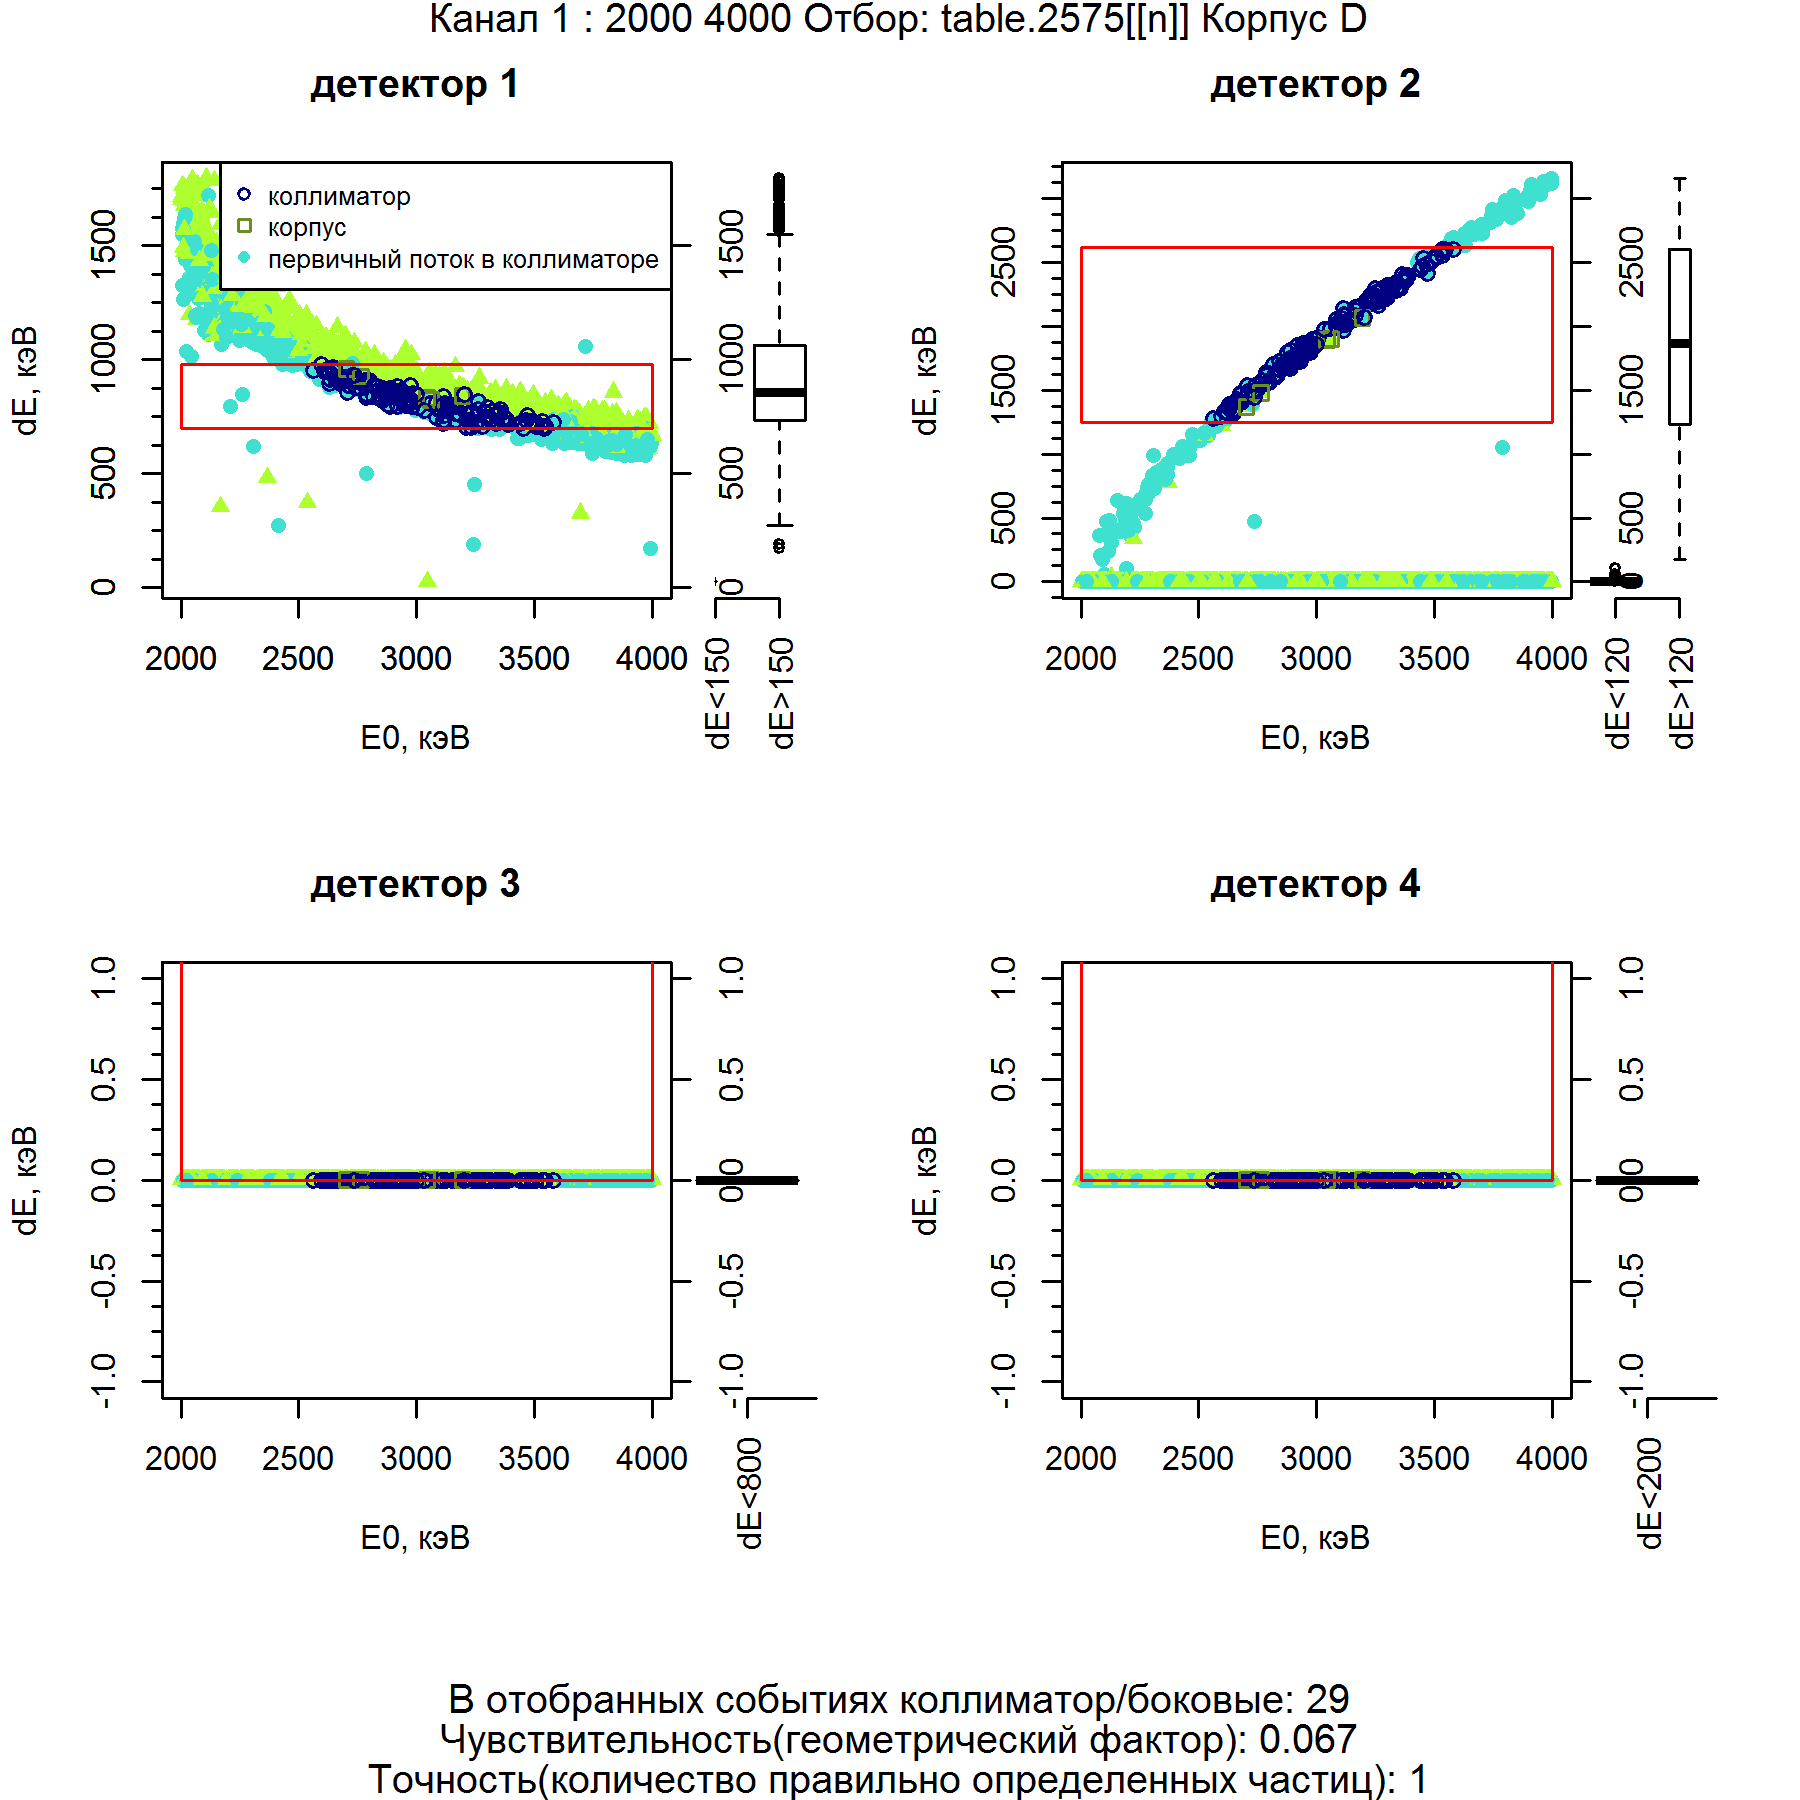 Канал 1 : 2000 4000 Отбор: table.2575[[n]] Корпус D
детектор 1
коллиматор
корпус
первичный поток в коллиматоре
dE, кэВ
0
500
1000
1500
2000
2500
3000
3500
4000
E0, кэВ
0
500
1000
1500
dE<150
dE>150
детектор 2
dE, кэВ
0
500
1500
2500
2000
2500
3000
3500
4000
E0, кэВ
0
500
1500
2500
dE<120
dE>120
детектор 3
dE, кэВ
-1.0
-0.5
0.0
0.5
1.0
2000
2500
3000
3500
4000
E0, кэВ
-1.0
-0.5
0.0
0.5
1.0
dE<800
детектор 4
dE, кэВ
-1.0
-0.5
0.0
0.5
1.0
2000
2500
3000
3500
4000
E0, кэВ
-1.0
-0.5
0.0
0.5
1.0
dE<200
В отобранных событиях коллиматор/боковые: 29
Чувствительность(геометрический фактор): 0.067
Точность(количество правильно определенных частиц): 1